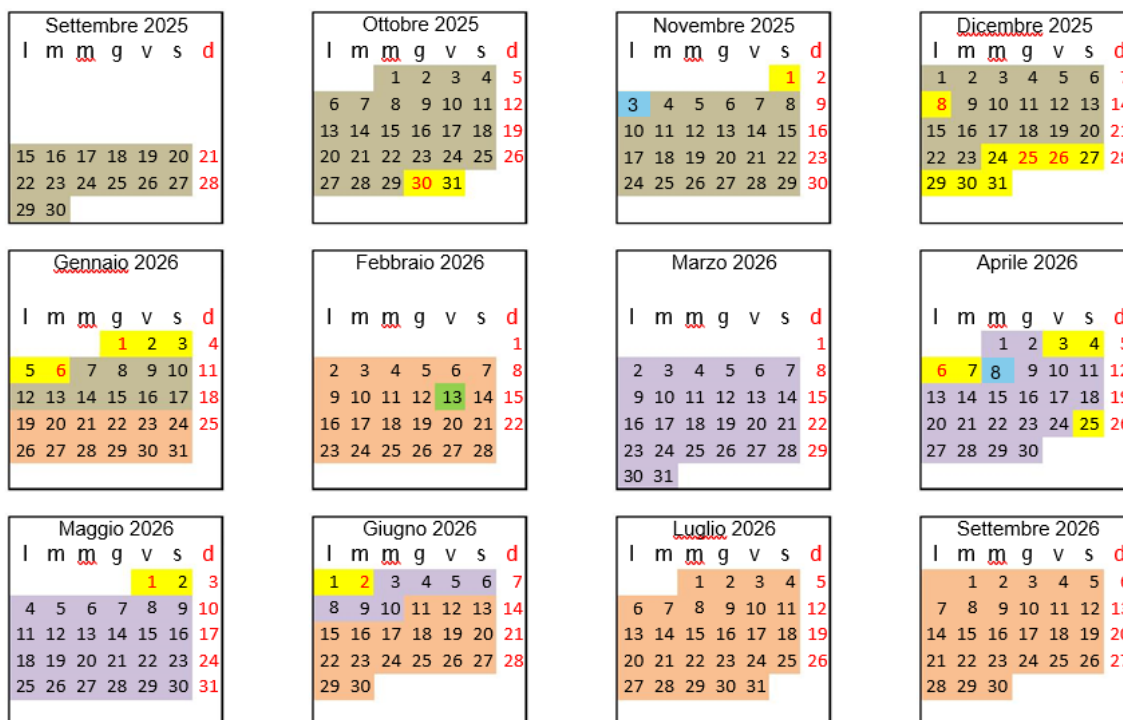 Settembre 2025
l m m g v s d
15 16 17 18 19 20 21
22 23 24 25 26 27 28
29 30
Ottobre 2025
l m m g v s d
1 2 3 4 5
6 7 8 9 10 11 12
13 14 15 16 17 18 19
20 21 22 23 24 25 26
27 28 29 30 31
Novembre 2025
l m m g v s d
1 2
3 4 5 6 7 8 9
10 11 12 13 14 15 16
17 18 19 20 21 22 23
24 25 26 27 28 29 30
Dicembre 2025
l m m g v s d
1 2 3 4 5 6 7
8 9 10 11 12 13 14
15 16 17 18 19 20 21
22 23 24 25 26 27 28
29 30 31
Gennaio 2026
l m m g v s d
1 2 3 4
5 6 7 8 9 10 11
12 13 14 15 16 17 18
19 20 21 22 23 24 25
26 27 28 29 30 31
Febbraio 2026
l m m g v s d
1
2 3 4 5 6 7 8
9 10 11 12 13 14 15
16 17 18 19 20 21 22
23 24 25 26 27 28
Marzo 2026
l m m g v s d
1
2 3 4 5 6 7 8
9 10 11 12 13 14 15
16 17 18 19 20 21 22
23 24 25 26 27 28 29
30 31
Aprile 2026
l m m g v s d
1 2 3 4 5
6 7 8 9 10 11 12
13 14 15 16 17 18 19
20 21 22 23 24 25 26
27 28 29 30
Maggio 2026
l m m g v s d
1 2 3
4 5 6 7 8 9 10
11 12 13 14 15 16 17
18 19 20 21 22 23 24
25 26 27 28 29 30 31
Giugno 2026
l m m g v s d
1 2 3 4 5 6 7
8 9 10 11 12 13 14
15 16 17 18 19 20 21
22 23 24 25 26 27 28
29 30
Luglio 2026
l m m g v s d
1 2 3 4 5
6 7 8 9 10 11 12
13 14 15 16 17 18 19
20 21 22 23 24 25 26
27 28 29 30 31
Settembre 2026
l m m g v s d
1 2 3 4 5 6
7 8 9 10 11 12 13
14 15 16 17 18 19 20
21 22 23 24 25 26 27
28 29 30